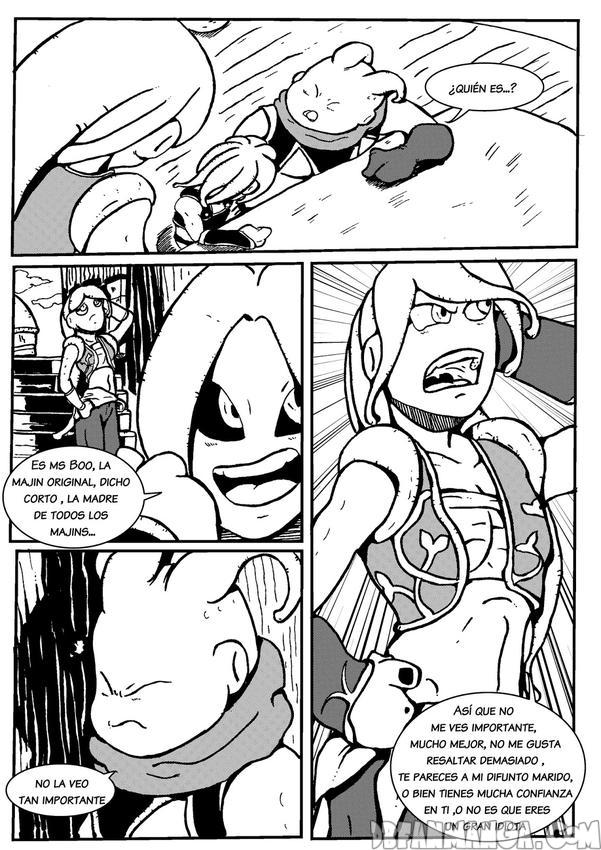 ¿QUIÉN ES...?
ES MS BOO, LA
MAJIN ORIGINAL, DICHO
CORTO , LA MADRE
DE TODOS LOS
MAJINS...
NO LA VEO
TAN IMPORTANTE
ASÍ QUE NO
ME VES IMPORTANTE,
MUCHO MEJOR, NO ME GUSTA
RESALTAR DEMASIADO ,
TE PARECES A MI DIFUNTO MARIDO,
O BIEN TIENES MUCHA CONFIANZA
EN TI ,O NO ES QUE ERES
UN GRAN IDIOTA
DBFANMANGA.COM